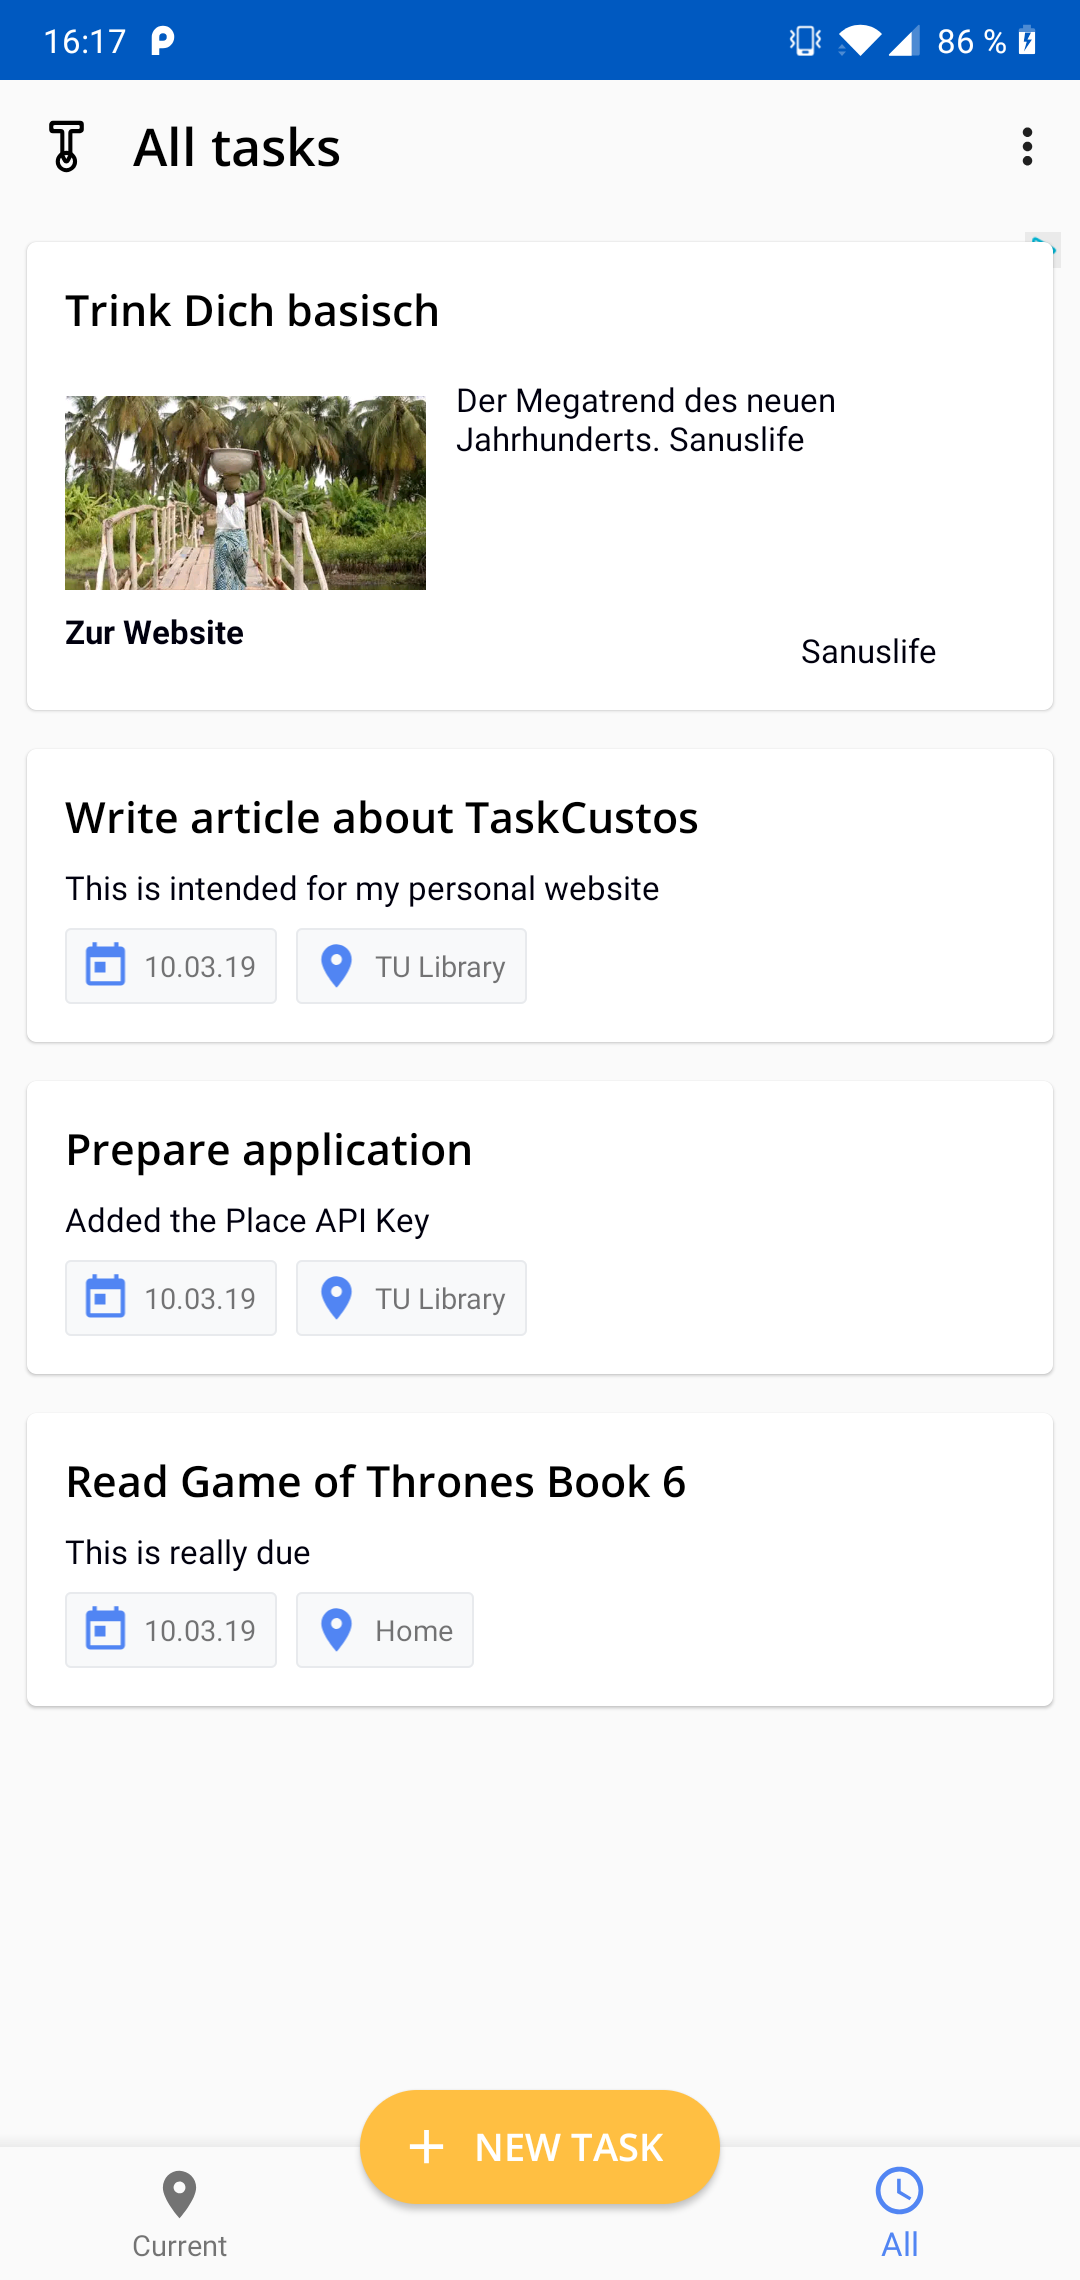 16:17
86 %
All tasks
Trink Dich basisch
Der Megatrend des neuen
Jahrhunderts. Sanuslife
Zur Website
Sanuslife
Write article about TaskCustos
This is intended for my personal website
10.03.19
TU Library
Prepare application
Added the Place API Key
10.03.19
TU Library
Read Game of Thrones Book 6
This is really due
10.03.19
Home
+ NEW TASK
Current
All